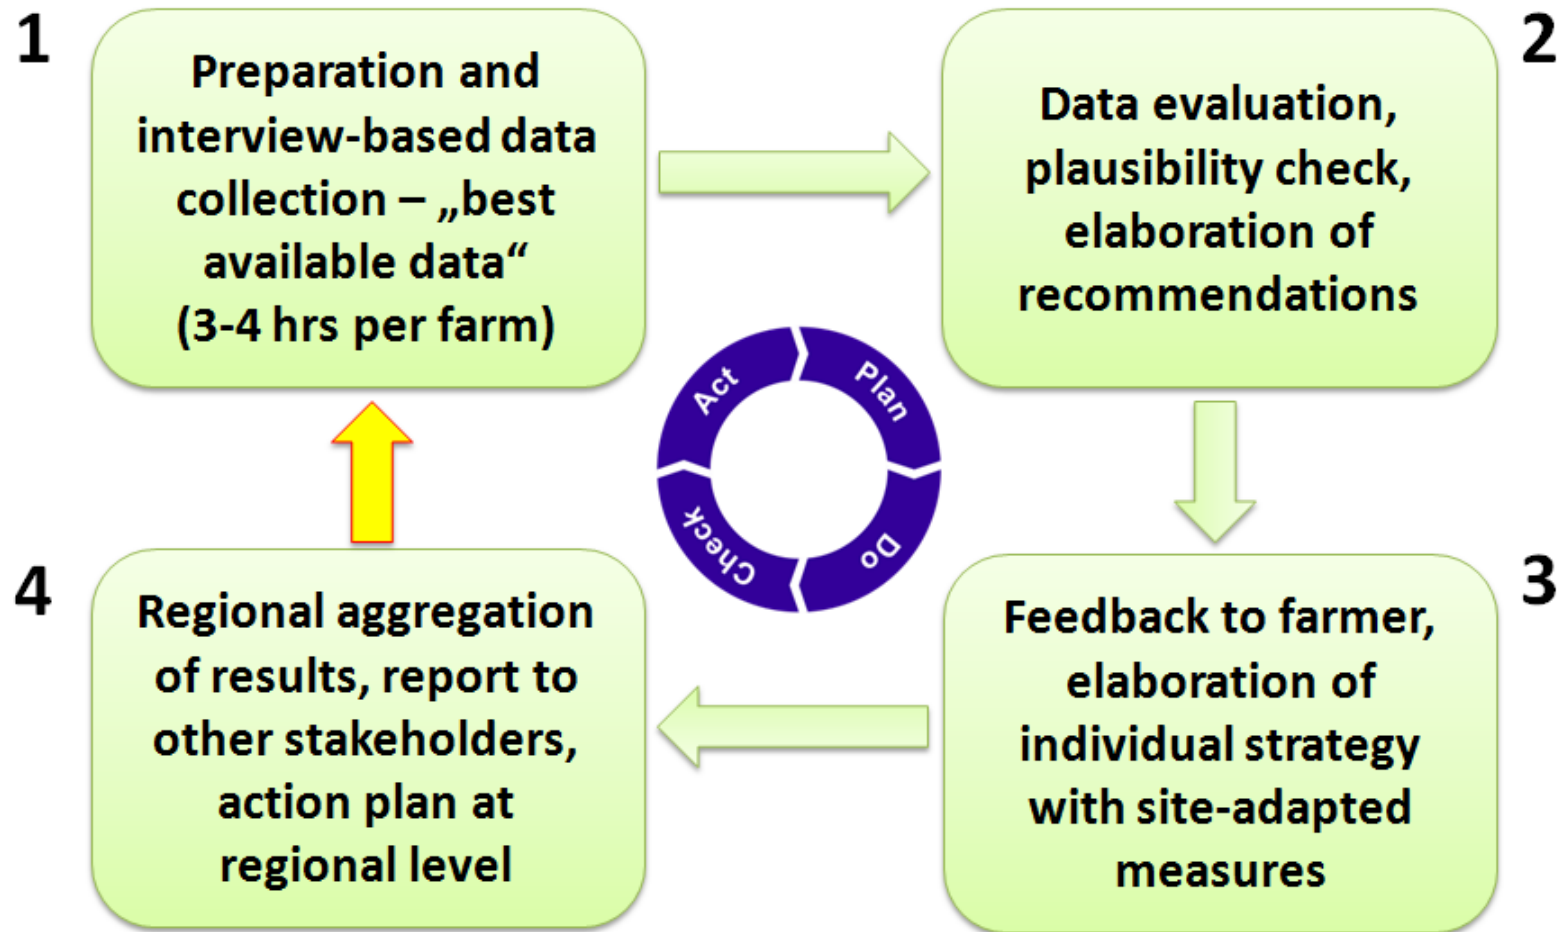 1
Preparation and
interview-based data
collection – „best
available data“
(3-4 hrs per farm)
2
Data evaluation,
plausibility check,
elaboration of
recommendations
Act
Plan
Check
Do
4
Regional aggregation
of results, report to
other stakeholders,
action plan at
regional level
3
Feedback to farmer,
elaboration of
individual strategy
with site-adapted
measures